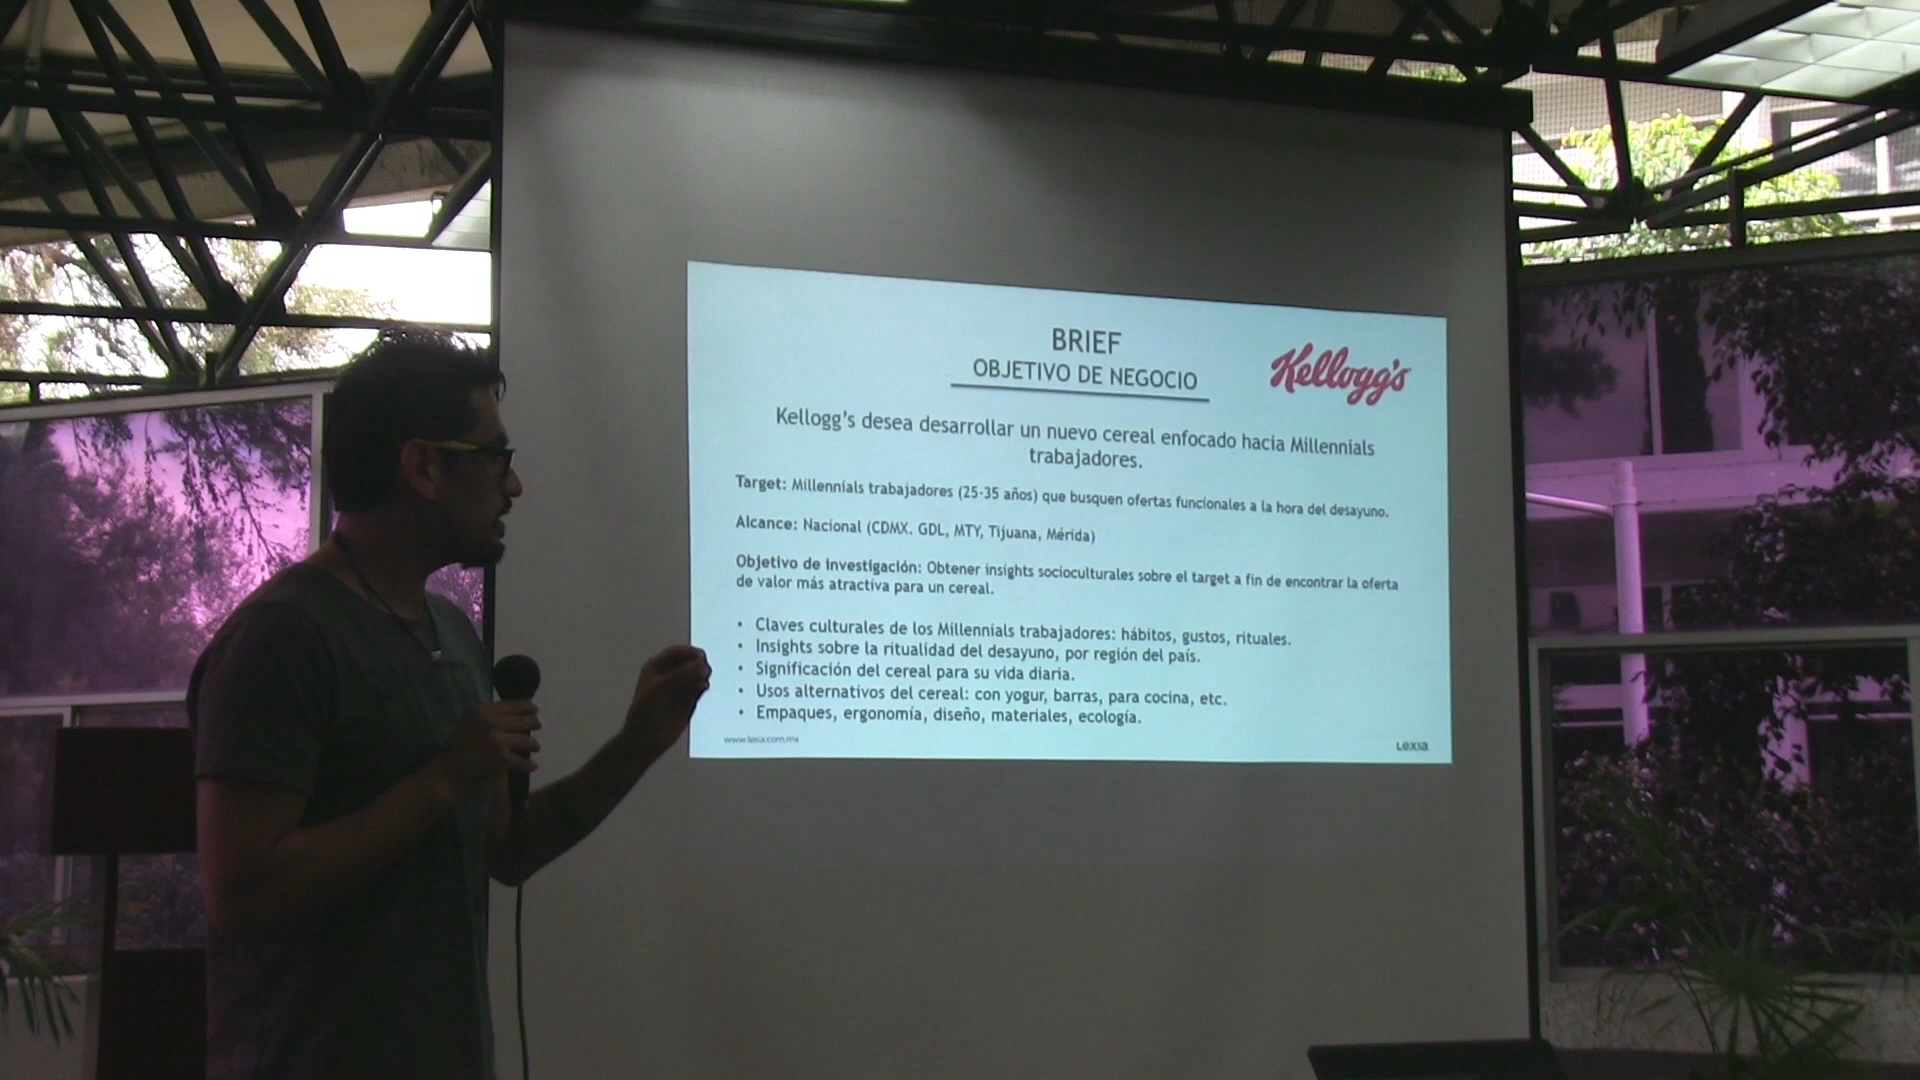 BRIEF
OBJETIVO DE NEGOCIO
Kellogg's
Kellogg's desea desarrollar un nuevo cereal enfocado hacia Millennials
trabajadores.
Target: Millennials trabajadores (25-35 años) que busquen ofertas funcionales a la hora del desayuno.
Alcance: Nacional (CDMX. GDL, MTY, Tijuana, Mérida)
Objetivo de investigación: Obtener insights socioculturales sobre el target a fin de encontrar la oferta
de valor más atractiva para un cereal.
• Claves culturales de los Millennials trabajadores: hábitos, gustos, rituales.
• Insights sobre la ritualidad del desayuno, por región del país.
• Significación del cereal para su vida diaria.
• Usos alternativos del cereal: con yogur, barras, para cocina, etc.
• Empaques, ergonomía, diseño, materiales, ecología.
www.lexia.com.mx
Lexia